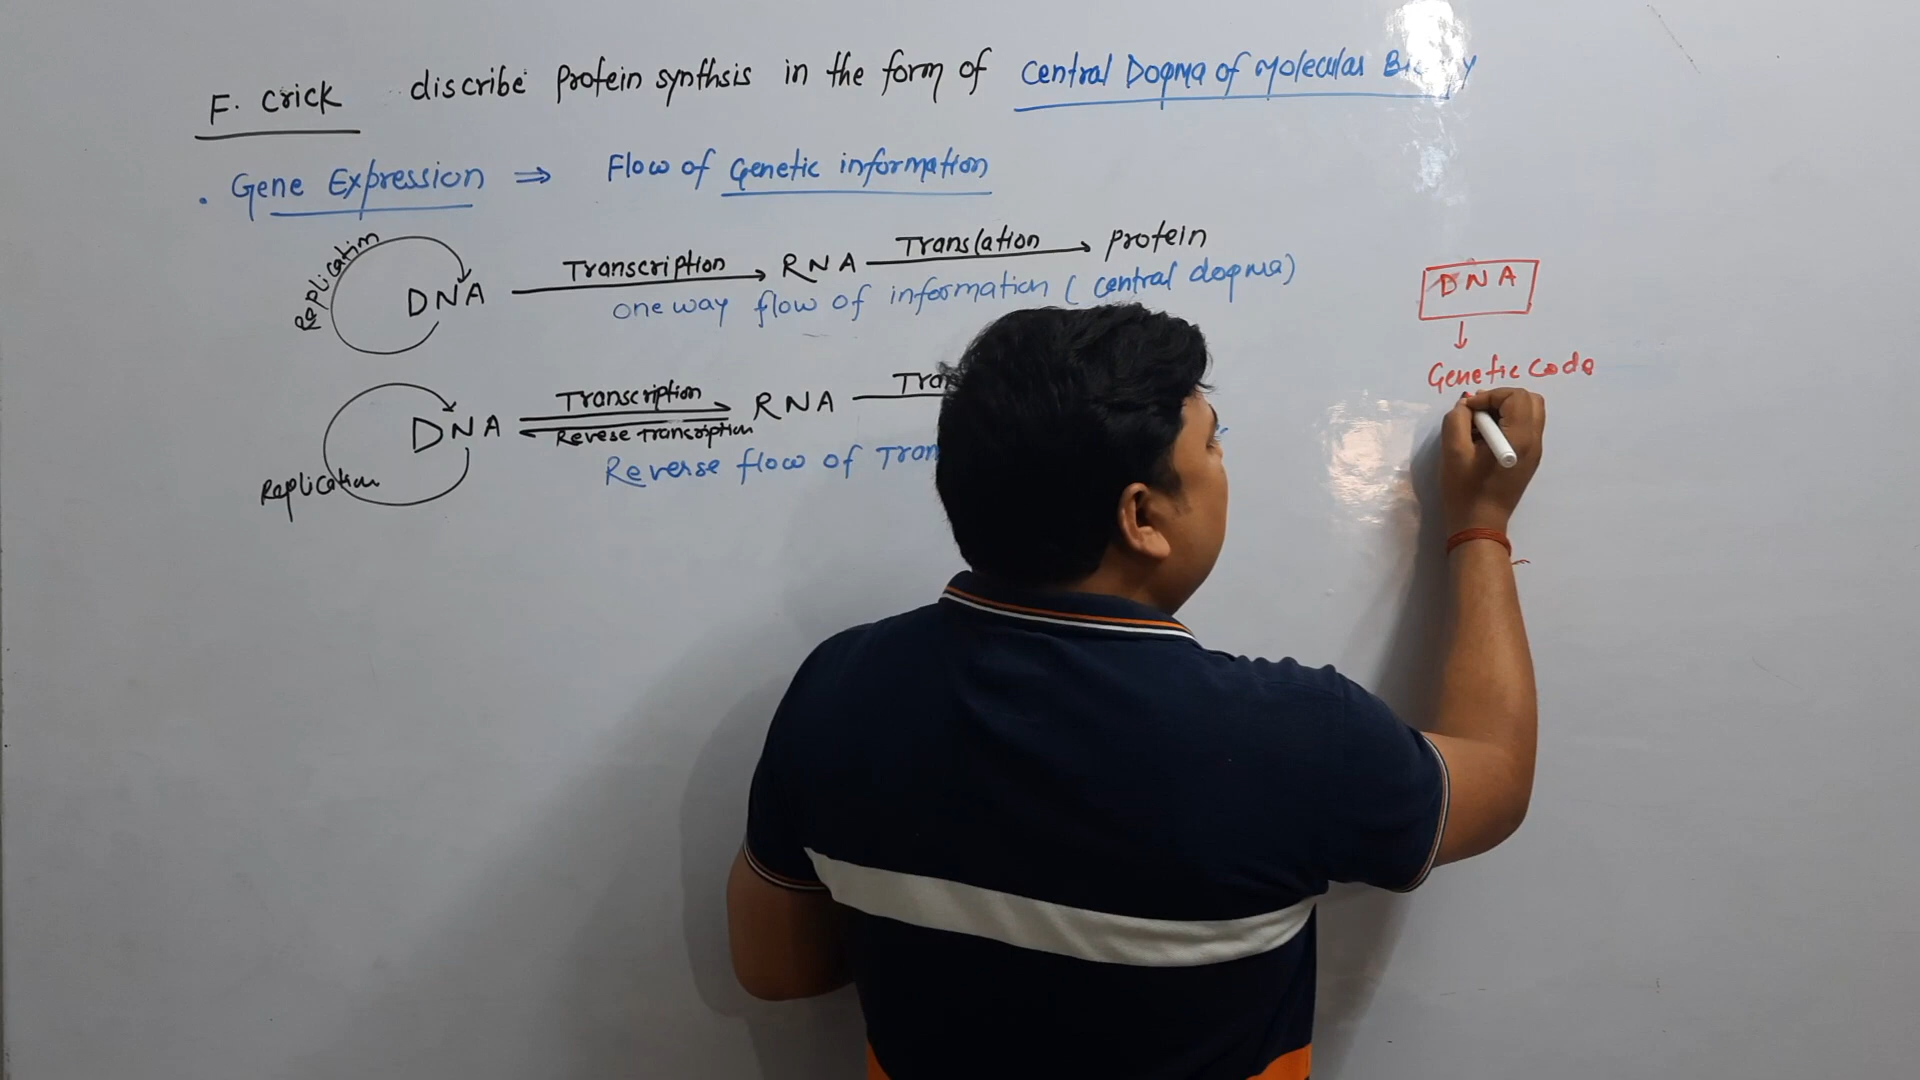 F. Crick discribe protein synthsis in the form of Central Dogma of Molecular
. Gene Expression ⇒ Flow of Genetic information
Replication
DNA Transcription RNA Translation protein
one way flow of information (central dogma)
DNA Transcription RNA
Revese transcription
Replication
Reverse flow of
DNA
Genetic Code